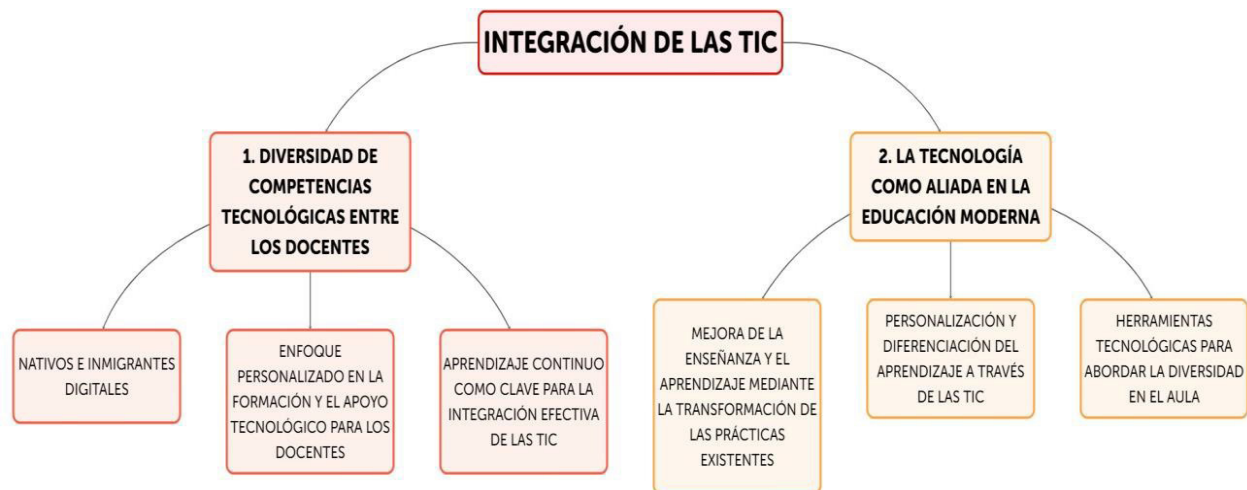 INTEGRACIÓN DE LAS TIC
1. DIVERSIDAD DE
COMPETENCIAS
TECNOLÓGICAS ENTRE
LOS DOCENTES
2. LA TECNOLOGÍA
COMO ALIADA EN LA
EDUCACIÓN MODERNA
NATIVOS E INMIGRANTES
DIGITALES
ENFOQUE
PERSONALIZADO EN LA
FORMACIÓN Y EL APOYO
TECNOLÓGICO PARA LOS
DOCENTES
APRENDIZAJE CONTINUO
COMO CLAVE PARA LA
INTEGRACIÓN EFECTIVA
DE LAS TIC
MEJORA DE LA
ENSEÑANZA Y EL
APRENDIZAJE MEDIANTE
LA TRANSFORMACIÓN DE
LAS PRÁCTICAS
EXISTENTES
PERSONALIZACIÓN Y
DIFERENCIACIÓN DEL
APRENDIZAJE A TRAVÉS
DE LAS TIC
HERRAMIENTAS
TECNOLÓGICAS PARA
ABORDAR LA DIVERSIDAD
EN EL AULA